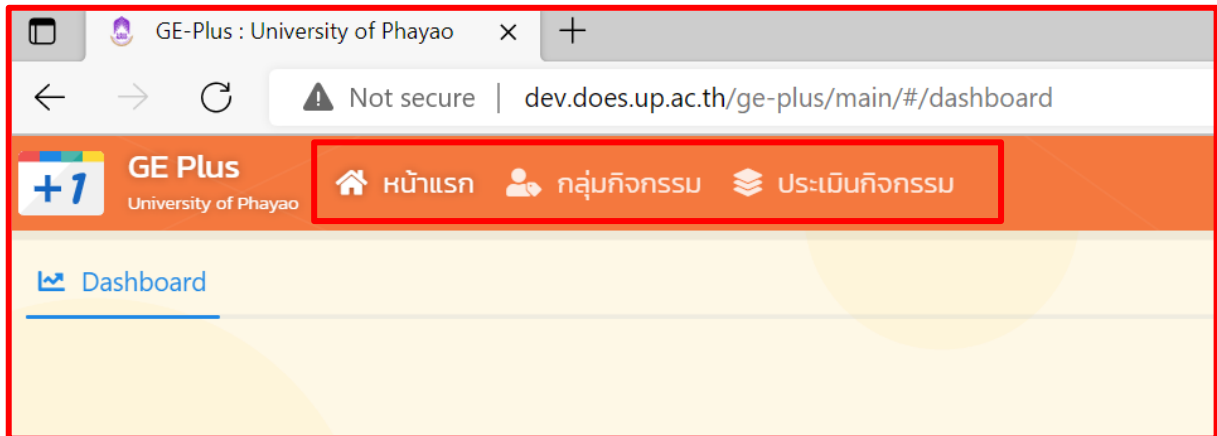 GE-Plus : University of Phayao
Not secure | dev.does.up.ac.th/ge-plus/main/#/dashboard
+1 GE Plus
University of Phayao
หน้าแรก กลุ่มกิจกรรม ประเมินกิจกรรม
Dashboard